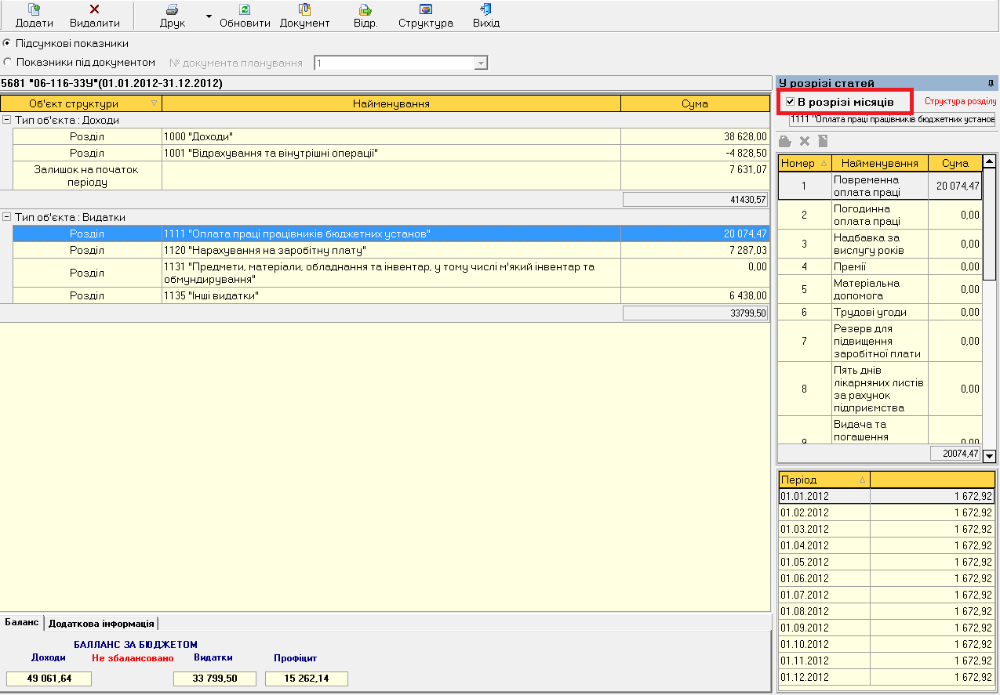 Додати Видалити Друк Обновити Документ Відр. Структура Вихід
Підсумкові показники
Показники під документом № документа планування 1
5681 "06-116-33У"(01.01.2012-31.12.2012)
Об'єкт структури Найменування Сума
Тип об'єкта : Доходи
Розділ 1000 "Доходи" 38 628,00
Розділ 1001 "Відрахування та вінутрішні операції" -4 828,50
Залишок на початок 7 631,07
періоду
41430,57
Тип об'єкта : Видатки
Розділ 1111 "Оплата праці працівників бюджетних установ" 20 074,47
Розділ 1120 "Нарахування на заробітну плату" 7 287,03
Розділ 1131 "Предмети, матеріали, обладнання та інвентар, у тому числі м'який інвентар та 0,00
обмундирування"
Розділ 1135 "Інші видатки" 6 438,00
33799,50
У розрізі статей
В розрізі місяців Структура розділу
1111 "Оплата праці працівників бюджетних установ
Номер Найменування Сума
1 Повременна оплата праці 20 074,47
2 Погодинна оплата праці 0,00
3 Надбавка за вислугу років 0,00
4 Премії 0,00
5 Матеріальна допомога 0,00
6 Трудові угоди 0,00
7 Резерв для підвищення заробітної плати 0,00
8 Пять днів лікарняних листів за рахунок підприємства 0,00
9 Видача та погашення 0,00
20074,47
Період
01.01.2012 1 672,92
01.02.2012 1 672,92
01.03.2012 1 672,92
01.04.2012 1 672,92
01.05.2012 1 672,92
01.06.2012 1 672,92
01.07.2012 1 672,92
01.08.2012 1 672,92
01.09.2012 1 672,92
01.10.2012 1 672,92
01.11.2012 1 672,92
01.12.2012 1 672,92
Баланс Додаткова інформація
БАЛЛАНС ЗА БЮДЖЕТОМ
Доходи Не збалансовано Видатки Профіцит
49 061,64 33 799,50 15 262,14